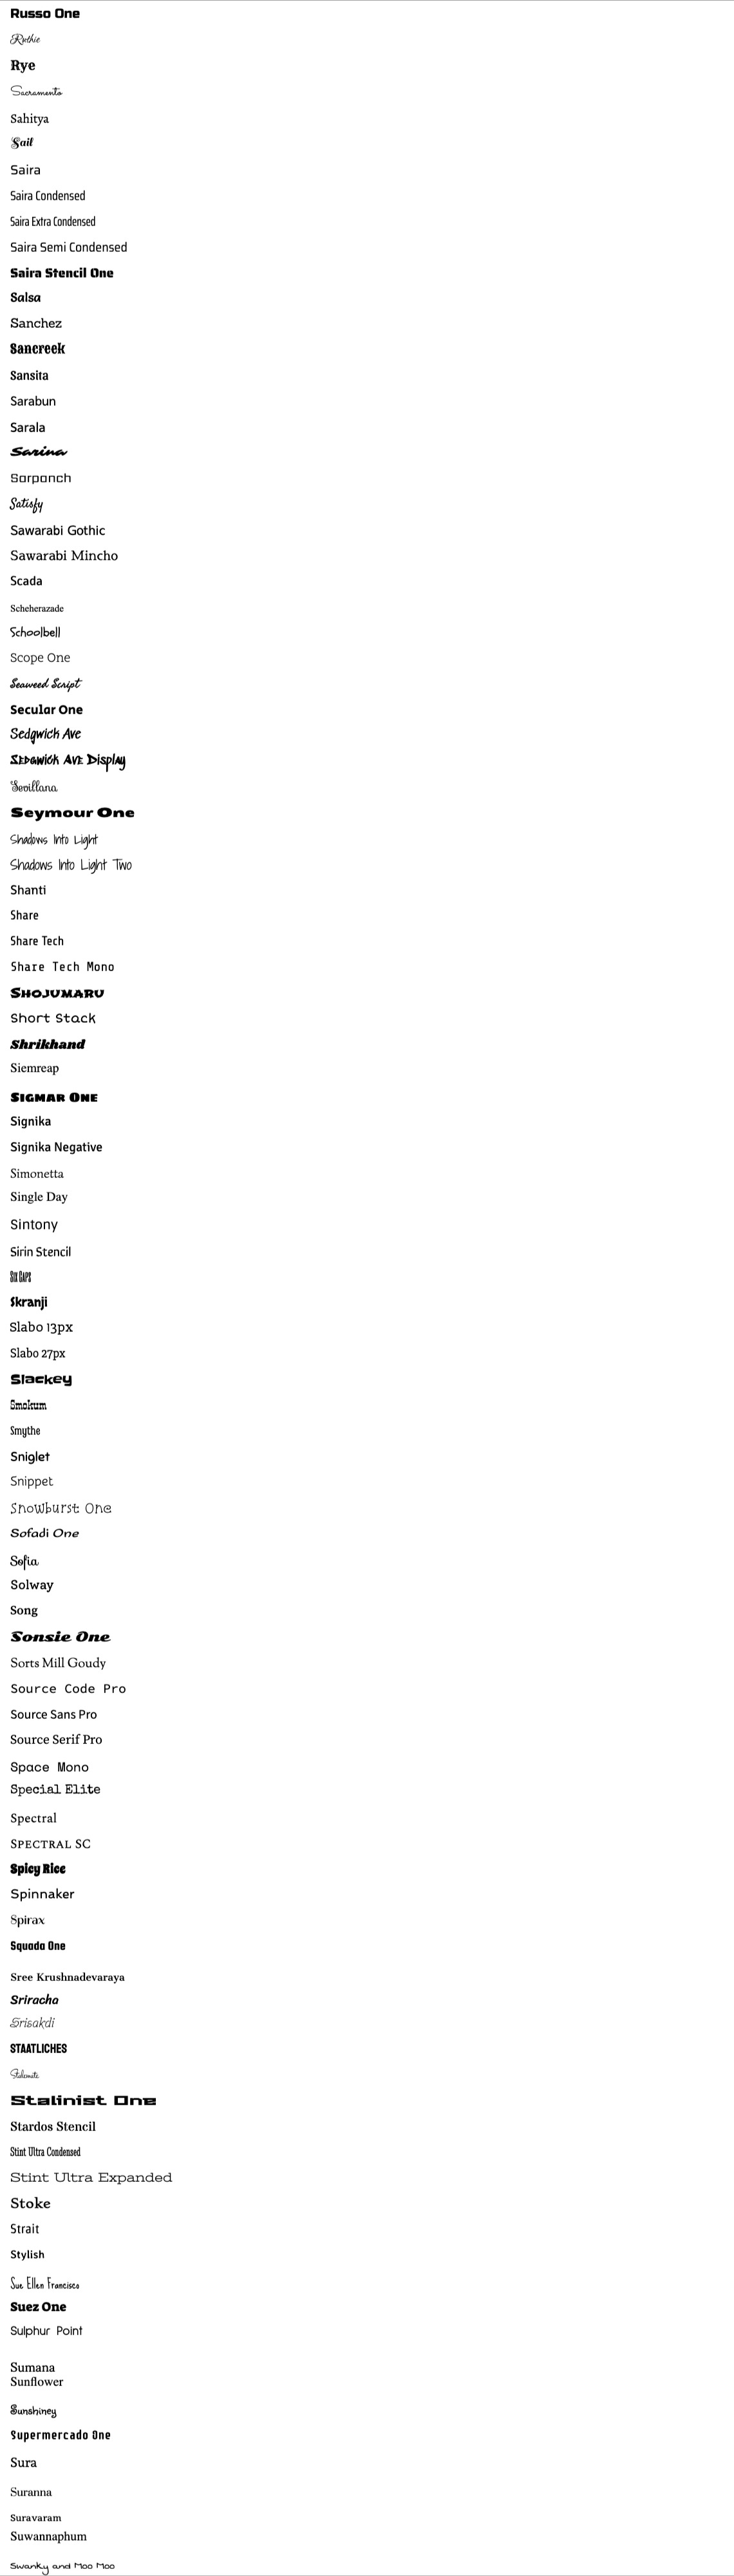 Russo One
Ruthie
Rye
Sacramento
Sahitya
Sail
Saira
Saira Condensed
Saira Extra Condensed
Saira Semi Condensed
Saira Stencil One
Salsa
Sanchez
Sancreek
Sansita
Sarabun
Sarala
Sarina
Sarpanch
Satisfy
Sawarabi Gothic
Sawarabi Mincho
Scada
Scheherazade
Schoolbell
Scope One
Seaweed Script
Secular One
Sedgwick Ave
Sedgwick Ave Display
Sevillana
Seymour One
Shadows Into Light
Shadows Into Light Two
Shanti
Share
Share Tech
Share Tech Mono
Shojumaru
Short Stack
Shrikhand
Siemreap
Sigmar One
Signika
Signika Negative
Simonetta
Single Day
Sintony
Sirin Stencil
Six Caps
Skranji
Slabo 13px
Slabo 27px
Slackey
Smokum
Smythe
Sniglet
Snippet
Snowburst One
Sofadi One
Sofia
Solway
Song
Sonsie One
Sorts Mill Goudy
Source Code Pro
Source Sans Pro
Source Serif Pro
Space Mono
Special Elite
Spectral
Spectral SC
Spicy Rice
Spinnaker
Spirax
Squada One
Sree Krushnadevaraya
Sriracha
Srisakdi
STAATLICHES
Stalemate
Stalinist One
Stardos Stencil
Stint Ultra Condensed
Stint Ultra Expanded
Stoke
Strait
Stylish
Sue Ellen Francisco
Suez One
Sulphur Point
Sumana
Sunflower
Sunshiney
Supermercado One
Sura
Suranna
Suravaram
Suwannaphum
Swanky and Moo Moo